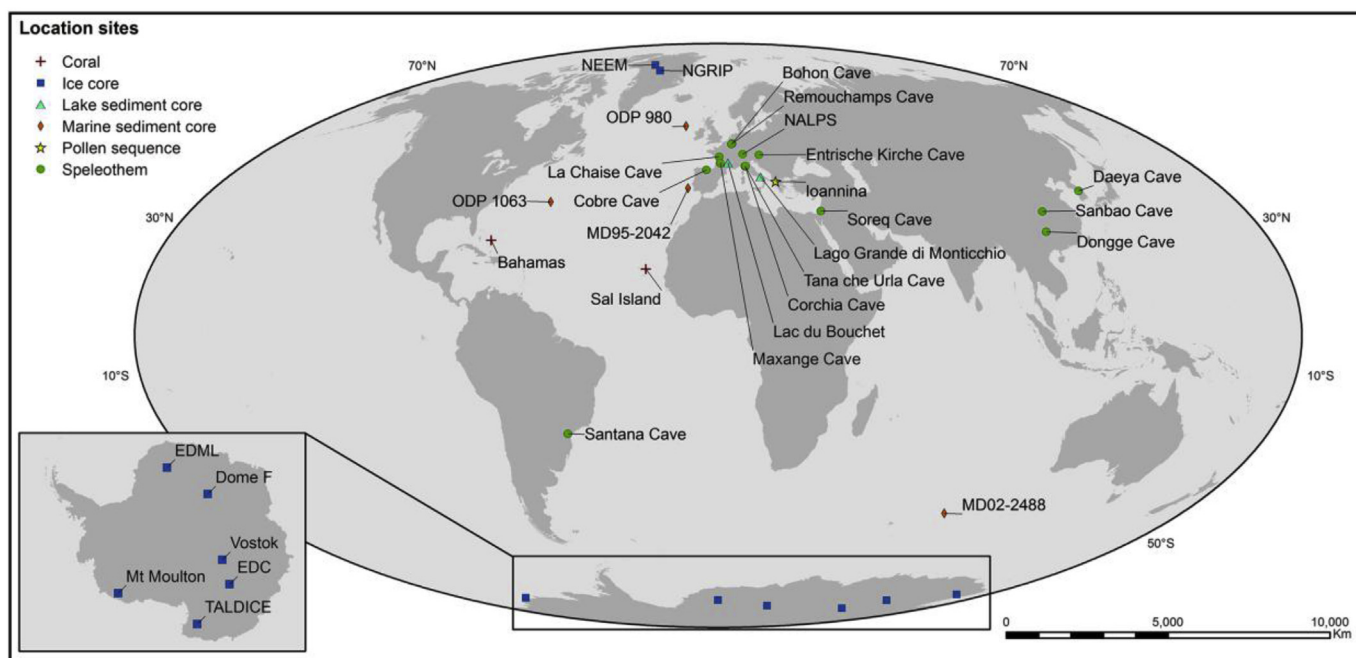 Location sites
Coral
Ice core
Lake sediment core
Marine sediment core
Pollen sequence
Speleothem
70°N
70°N
NEEM
NGRIP
Bohon Cave
Remouchamps Cave
NALPS
ODP 980
Entrische Kirche Cave
La Chaise Cave
Ioannina
Daeya Cave
Cobre Cave
ODP 1063
30°N
30°N
Sanbao Cave
Soreq Cave
MD95-2042
Dongge Cave
Lago Grande di Monticchio
Bahamas
Tana che Urla Cave
Sal Island
Corchia Cave
Lac du Bouchet
Maxange Cave
10°S
10°S
Santana Cave
EDML
Dome F
MD02-2488
50°S
Vostok
EDC
Mt Moulton
TALDICE
0 5,000 10,000
Km